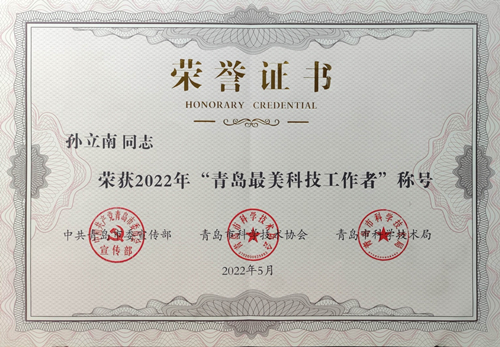 荣誉证书
HONORARY CREDENTIAL
孙立南 同志
荣获2022年“青岛最美科技工作者”称号
中共青岛市委宣传部 青岛市科学技术协会 青岛市科学技术局
宣传部
2022年5月